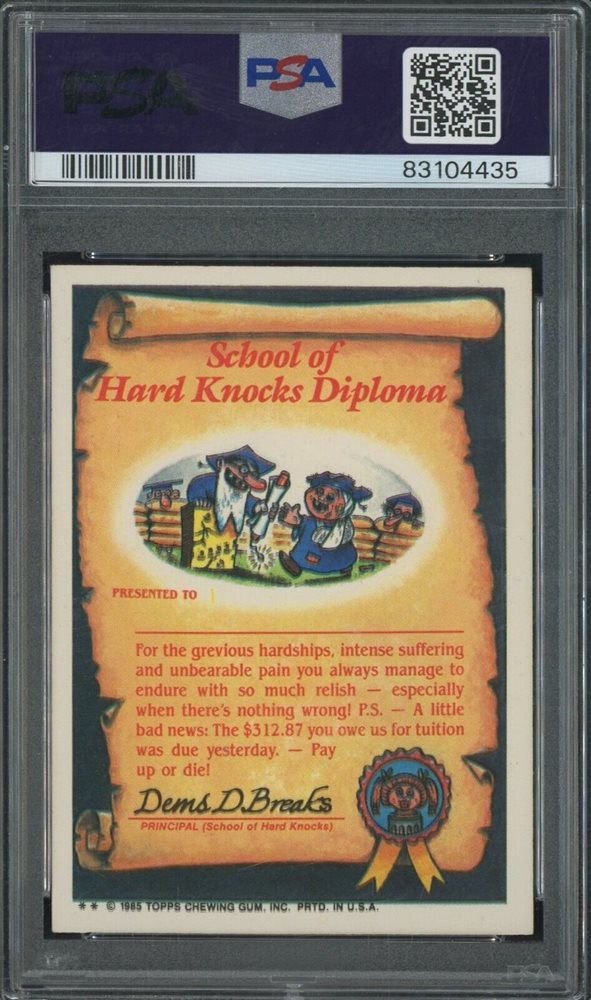 PSA
PSA
83104435
School of
Hard Knocks Diploma
PRESENTED TO
For the grevious hardships, intense suffering
and unbearable pain you always manage to
endure with so much relish — especially
when there's nothing wrong! P.S. — A little
bad news: The $312.87 you owe us for tuition
was due yesterday. — Pay
up or die!
Dems D. Breaks
PRINCIPAL (School of Hard Knocks)
** © 1985 TOPPS CHEWING GUM, INC. PRTD. IN U.S.A.
PSA